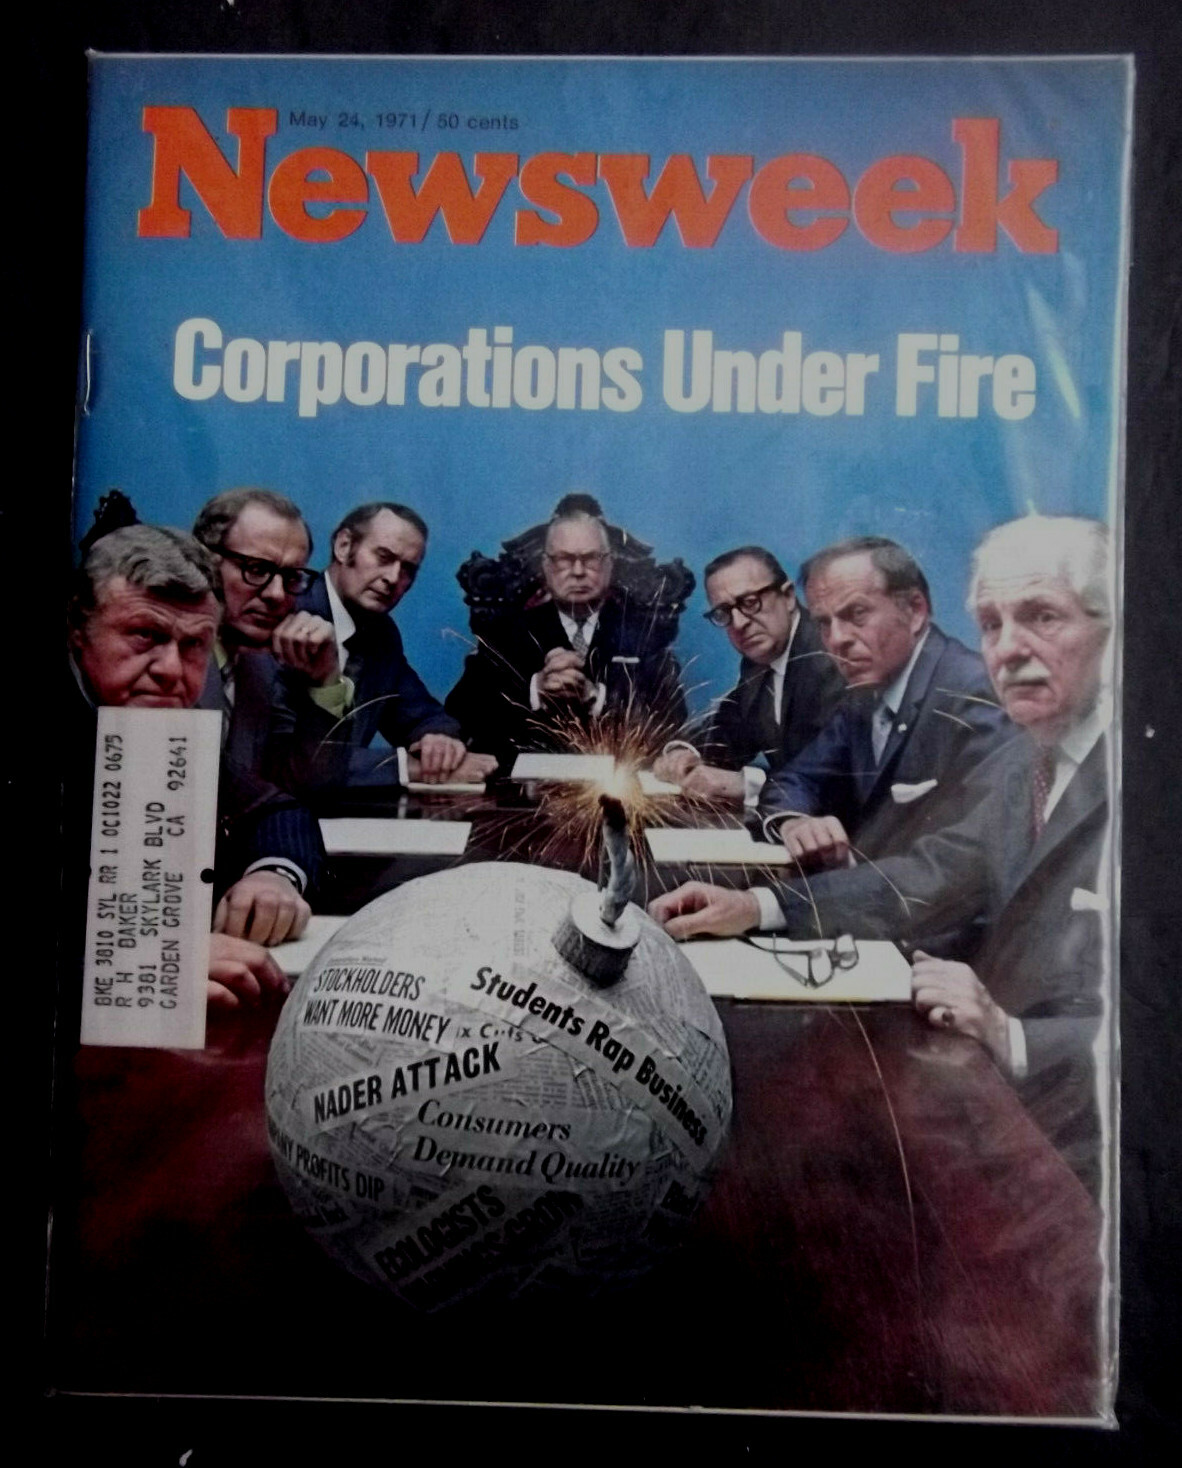 May 24, 1971/50 cents
Newsweek
Corporations Under Fire
BKE 3810 SYL RR 1 OC1022 0675
R H BAKER
9381 SKYLARK BLVD
GARDEN GROVE CA 92641
STOCKHOLDERS
WANT MORE MONEY
Students Rap Business
NADER ATTACK
Consumers
Demand Quality
PROFITS DIP
ECOLOGISTS